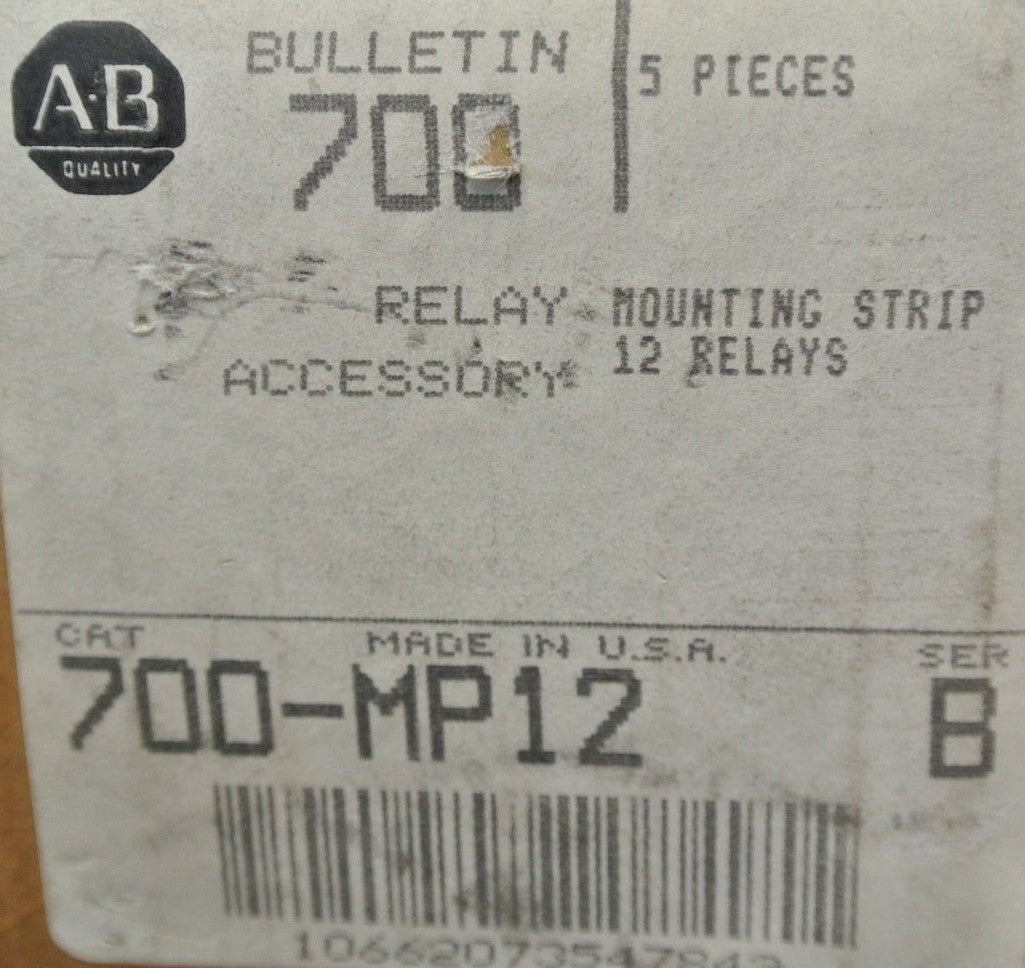 A·B
QUALITY
BULLETIN
700
5 PIECES
RELAY MOUNTING STRIP
ACCESSORY 12 RELAYS
CAT MADE IN U.S.A. SER
700-MP12 B